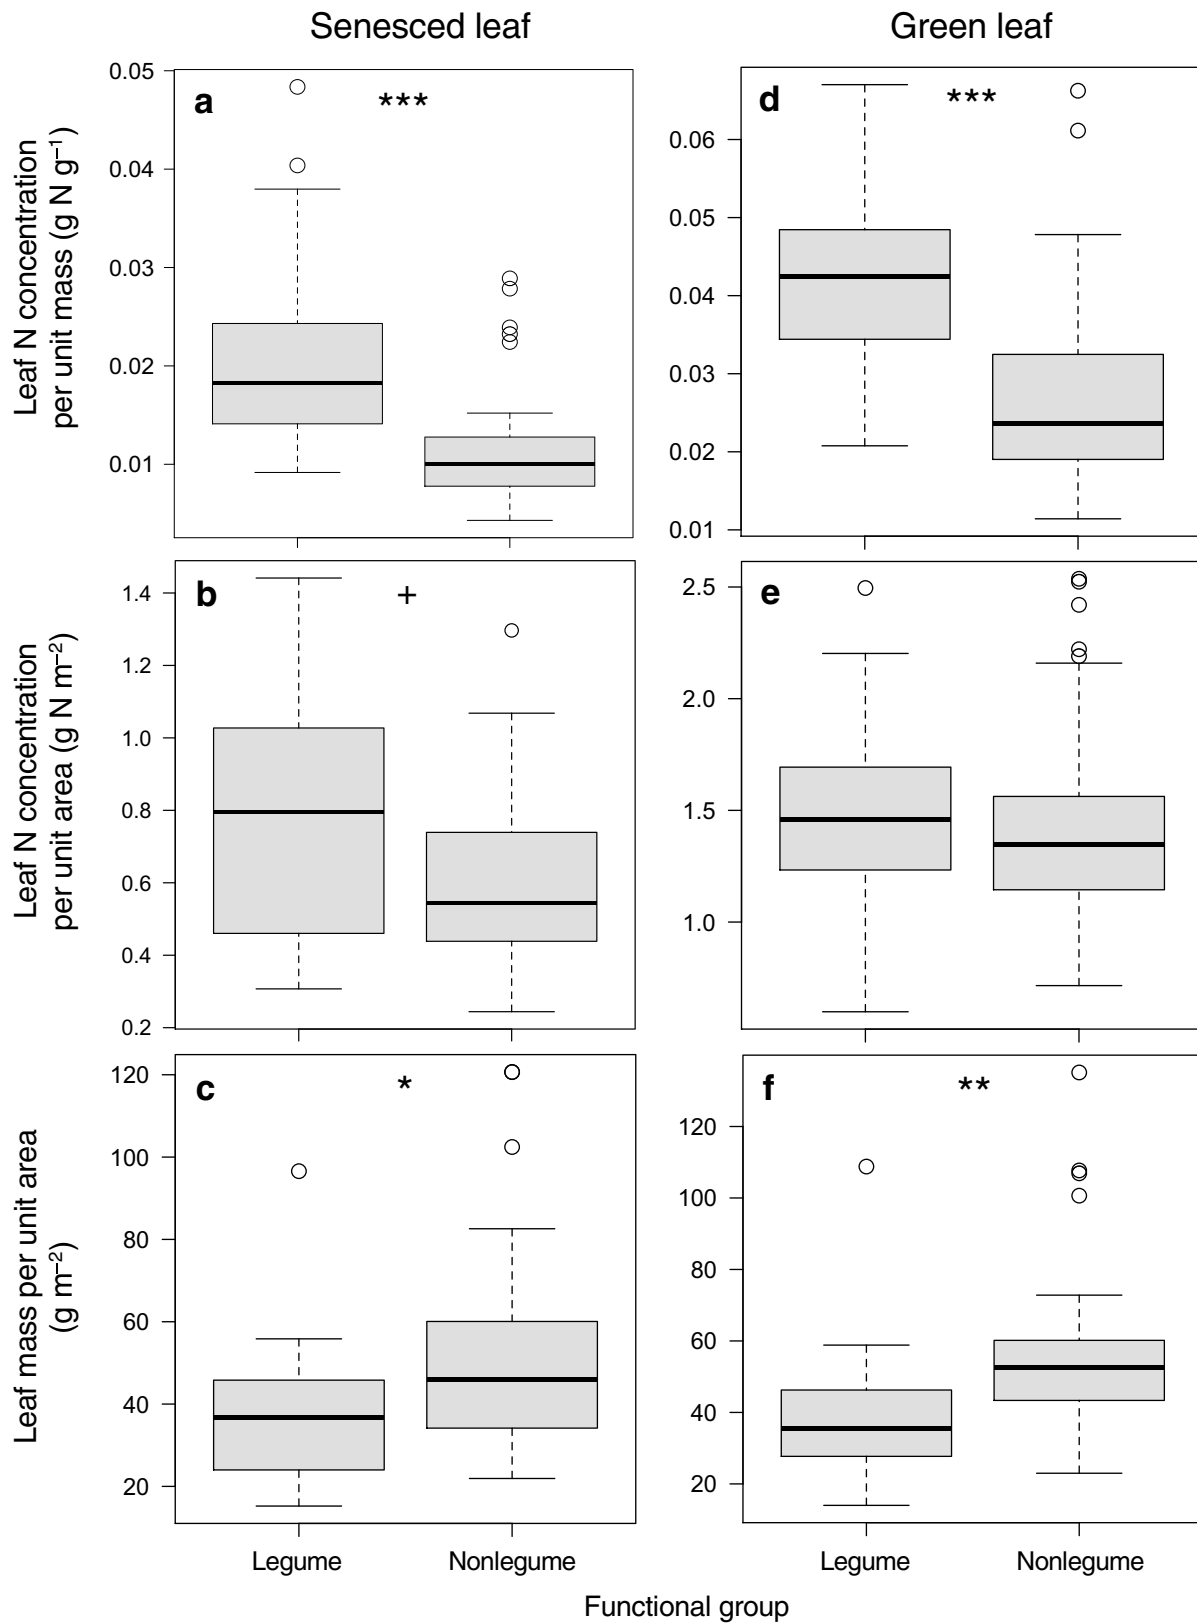 Senesced leaf
Green leaf
Leaf N concentration
per unit mass (g N g⁻¹)
a
***
0.05
0.04
0.03
0.02
0.01
d
***
0.06
0.05
0.04
0.03
0.02
0.01
Leaf N concentration
per unit area (g N m⁻²)
b
+
1.4
1.2
1.0
0.8
0.6
0.4
0.2
e
2.5
2.0
1.5
1.0
Leaf mass per unit area
(g m⁻²)
c
*
120
100
80
60
40
20
f
**
120
100
80
60
40
20
Legume Nonlegume
Legume Nonlegume
Functional group